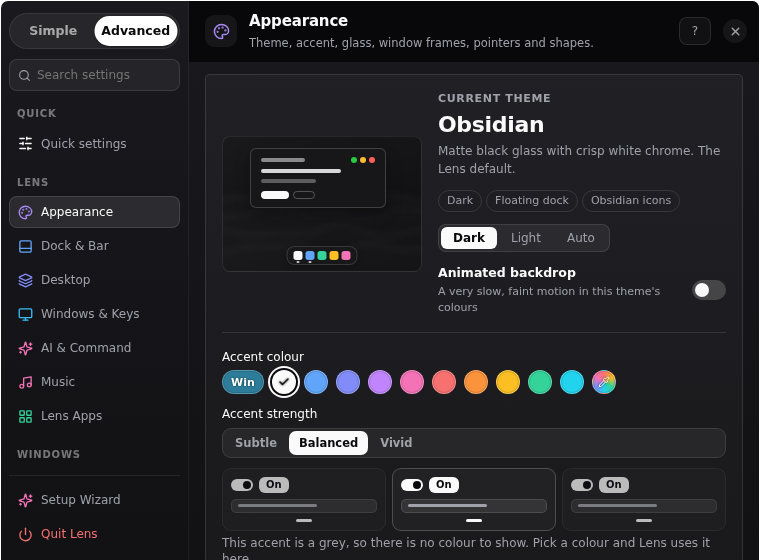 Simple
Advanced
Search settings
QUICK
Quick settings
LENS
Appearance
Dock & Bar
Desktop
Windows & Keys
AI & Command
Music
Lens Apps
WINDOWS
Setup Wizard
Quit Lens
Appearance
Theme, accent, glass, window frames, pointers and shapes.
?
CURRENT THEME
Obsidian
Matte black glass with crisp white chrome. The
Lens default.
Dark
Floating dock
Obsidian icons
Dark
Light
Auto
Animated backdrop
A very slow, faint motion in this theme's
colours
Accent colour
Win
Accent strength
Subtle
Balanced
Vivid
On
On
On
This accent is a grey, so there is no colour to show. Pick a colour and Lens uses it
here.